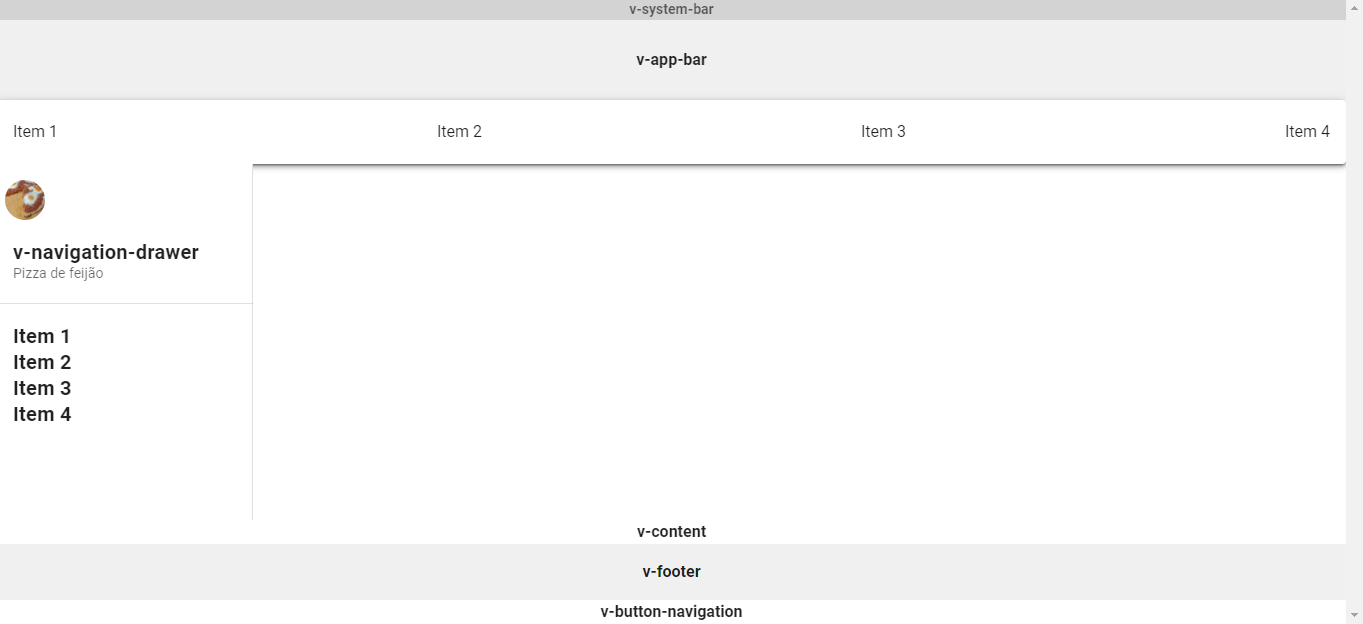 v-system-bar
v-app-bar
Item 1 Item 2 Item 3 Item 4
v-navigation-drawer
Pizza de feijão
Item 1
Item 2
Item 3
Item 4
v-content
v-footer
v-button-navigation